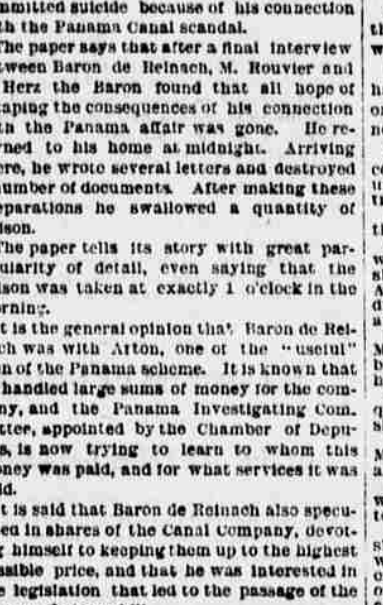 mmitted suicide because of his connection
th the Panama Canal scandal.
The paper says that after a final interview
tween Baron de Reinach, M. Rouvier and
Herz the Baron found that all hope of
aping the consequences of his connection
th the Panama affair was gone. He re-
ned to his home at midnight. Arriving
ere, he wrote several letters and destroyed
number of documents. After making these
eparations he swallowed a quantity of
ison.
The paper tells its story with great par-
ularity of detail, even saying that the
ison was taken at exactly 1 o'clock in the
orning.
t is the general opinion that Baron de Rei-
ch was with Arton, one of the "useful"
n of the Panama scheme. It is known that
handled large sums of money for the com-
ny, and the Panama Investigating Com-
ttee, appointed by the Chamber of Depu-
s, is now trying to learn to whom this
oney was paid, and for what services it was
id.
t is said that Baron de Reinach also specu-
ed in shares of the Canal Company, devot-
g himself to keeping them up to the highest
ssible price, and that he was interested in
e legislation that led to the passage of the